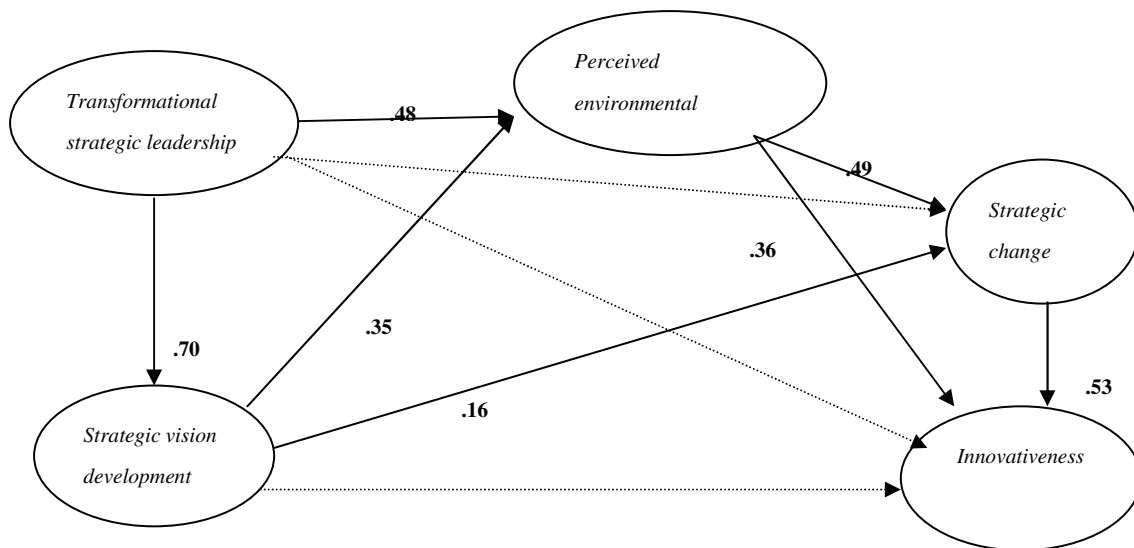 Perceived
environmental
Transformational
strategic leadership
.48
.49
Strategic
change
.36
.35
.70
.16
.53
Strategic vision
development
Innovativeness